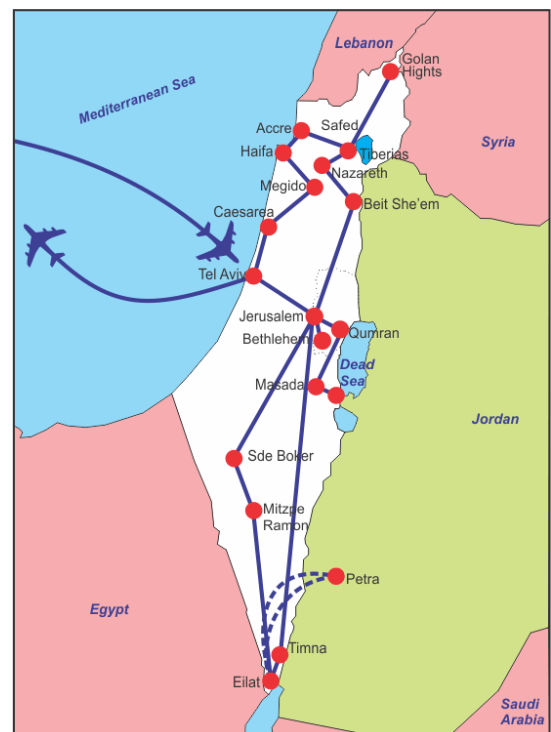 Lebanon
Golan
Hights
Mediterranean Sea
Accre
Safed
Syria
Haifa
Tiberias
Nazareth
Megido
Beit She'em
Caesarea
Tel Aviv
Jerusalem
Qumran
Bethlehem
Dead
Sea
Masada
Jordan
Sde Boker
Mitzpe
Ramon
Petra
Egypt
Timna
Eilat
Saudi
Arabia